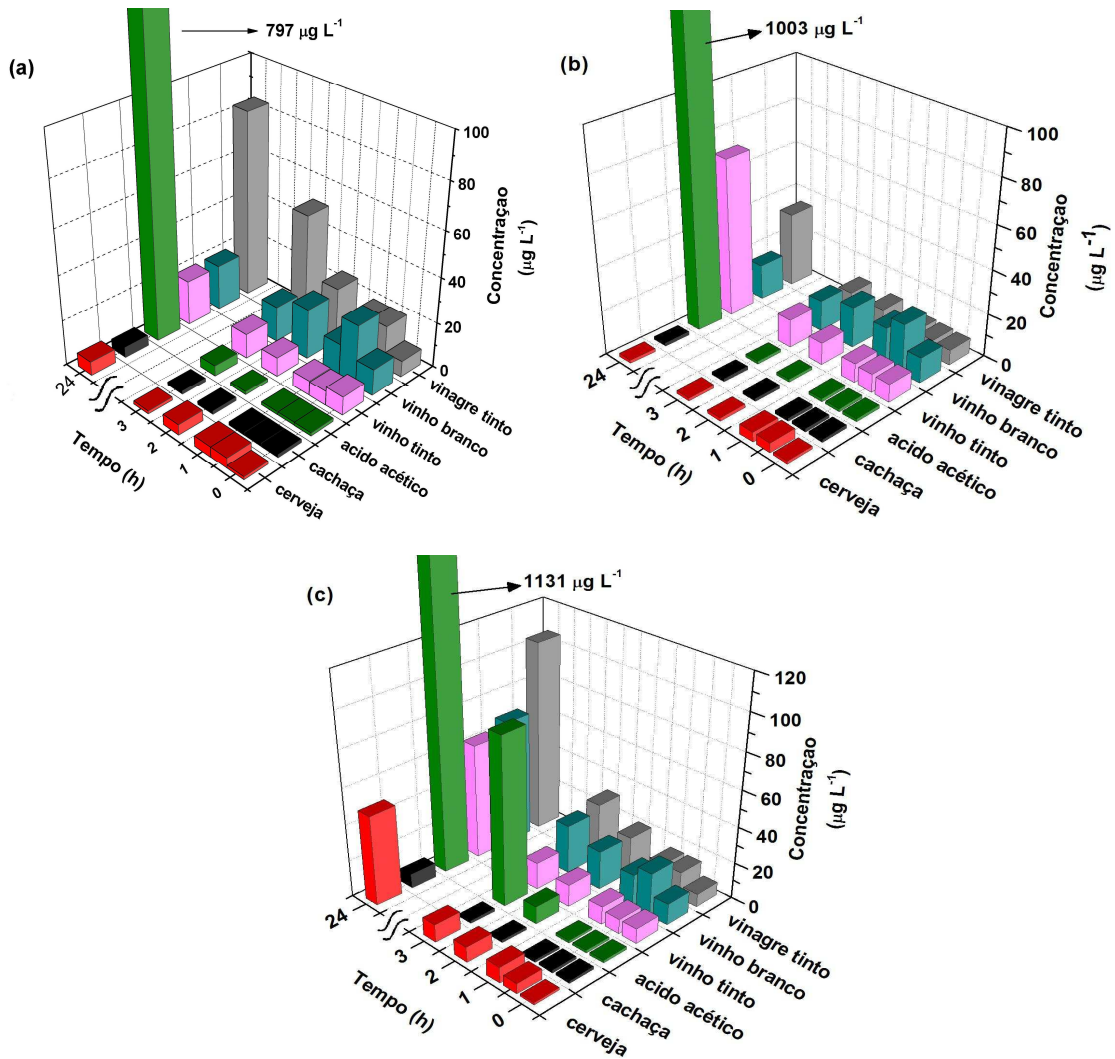 (a)
797 µg L-1
100
80
60
40
20
0
Concentraçao
(µg L-1)
24
3
2
1
0
Tempo (h)
cerveja
cachaça
acido acético
vinho tinto
vinho branco
vinagre tinto
(b)
1003 µg L-1
100
80
60
40
20
0
Concentraçao
(µg L-1)
24
3
2
1
0
Tempo (h)
cerveja
cachaça
acido acético
vinho tinto
vinho branco
vinagre tinto
(c)
1131 µg L-1
120
100
80
60
40
20
0
Concentraçao
(µg L-1)
24
3
2
1
0
Tempo (h)
cerveja
cachaça
acido acético
vinho tinto
vinho branco
vinagre tinto